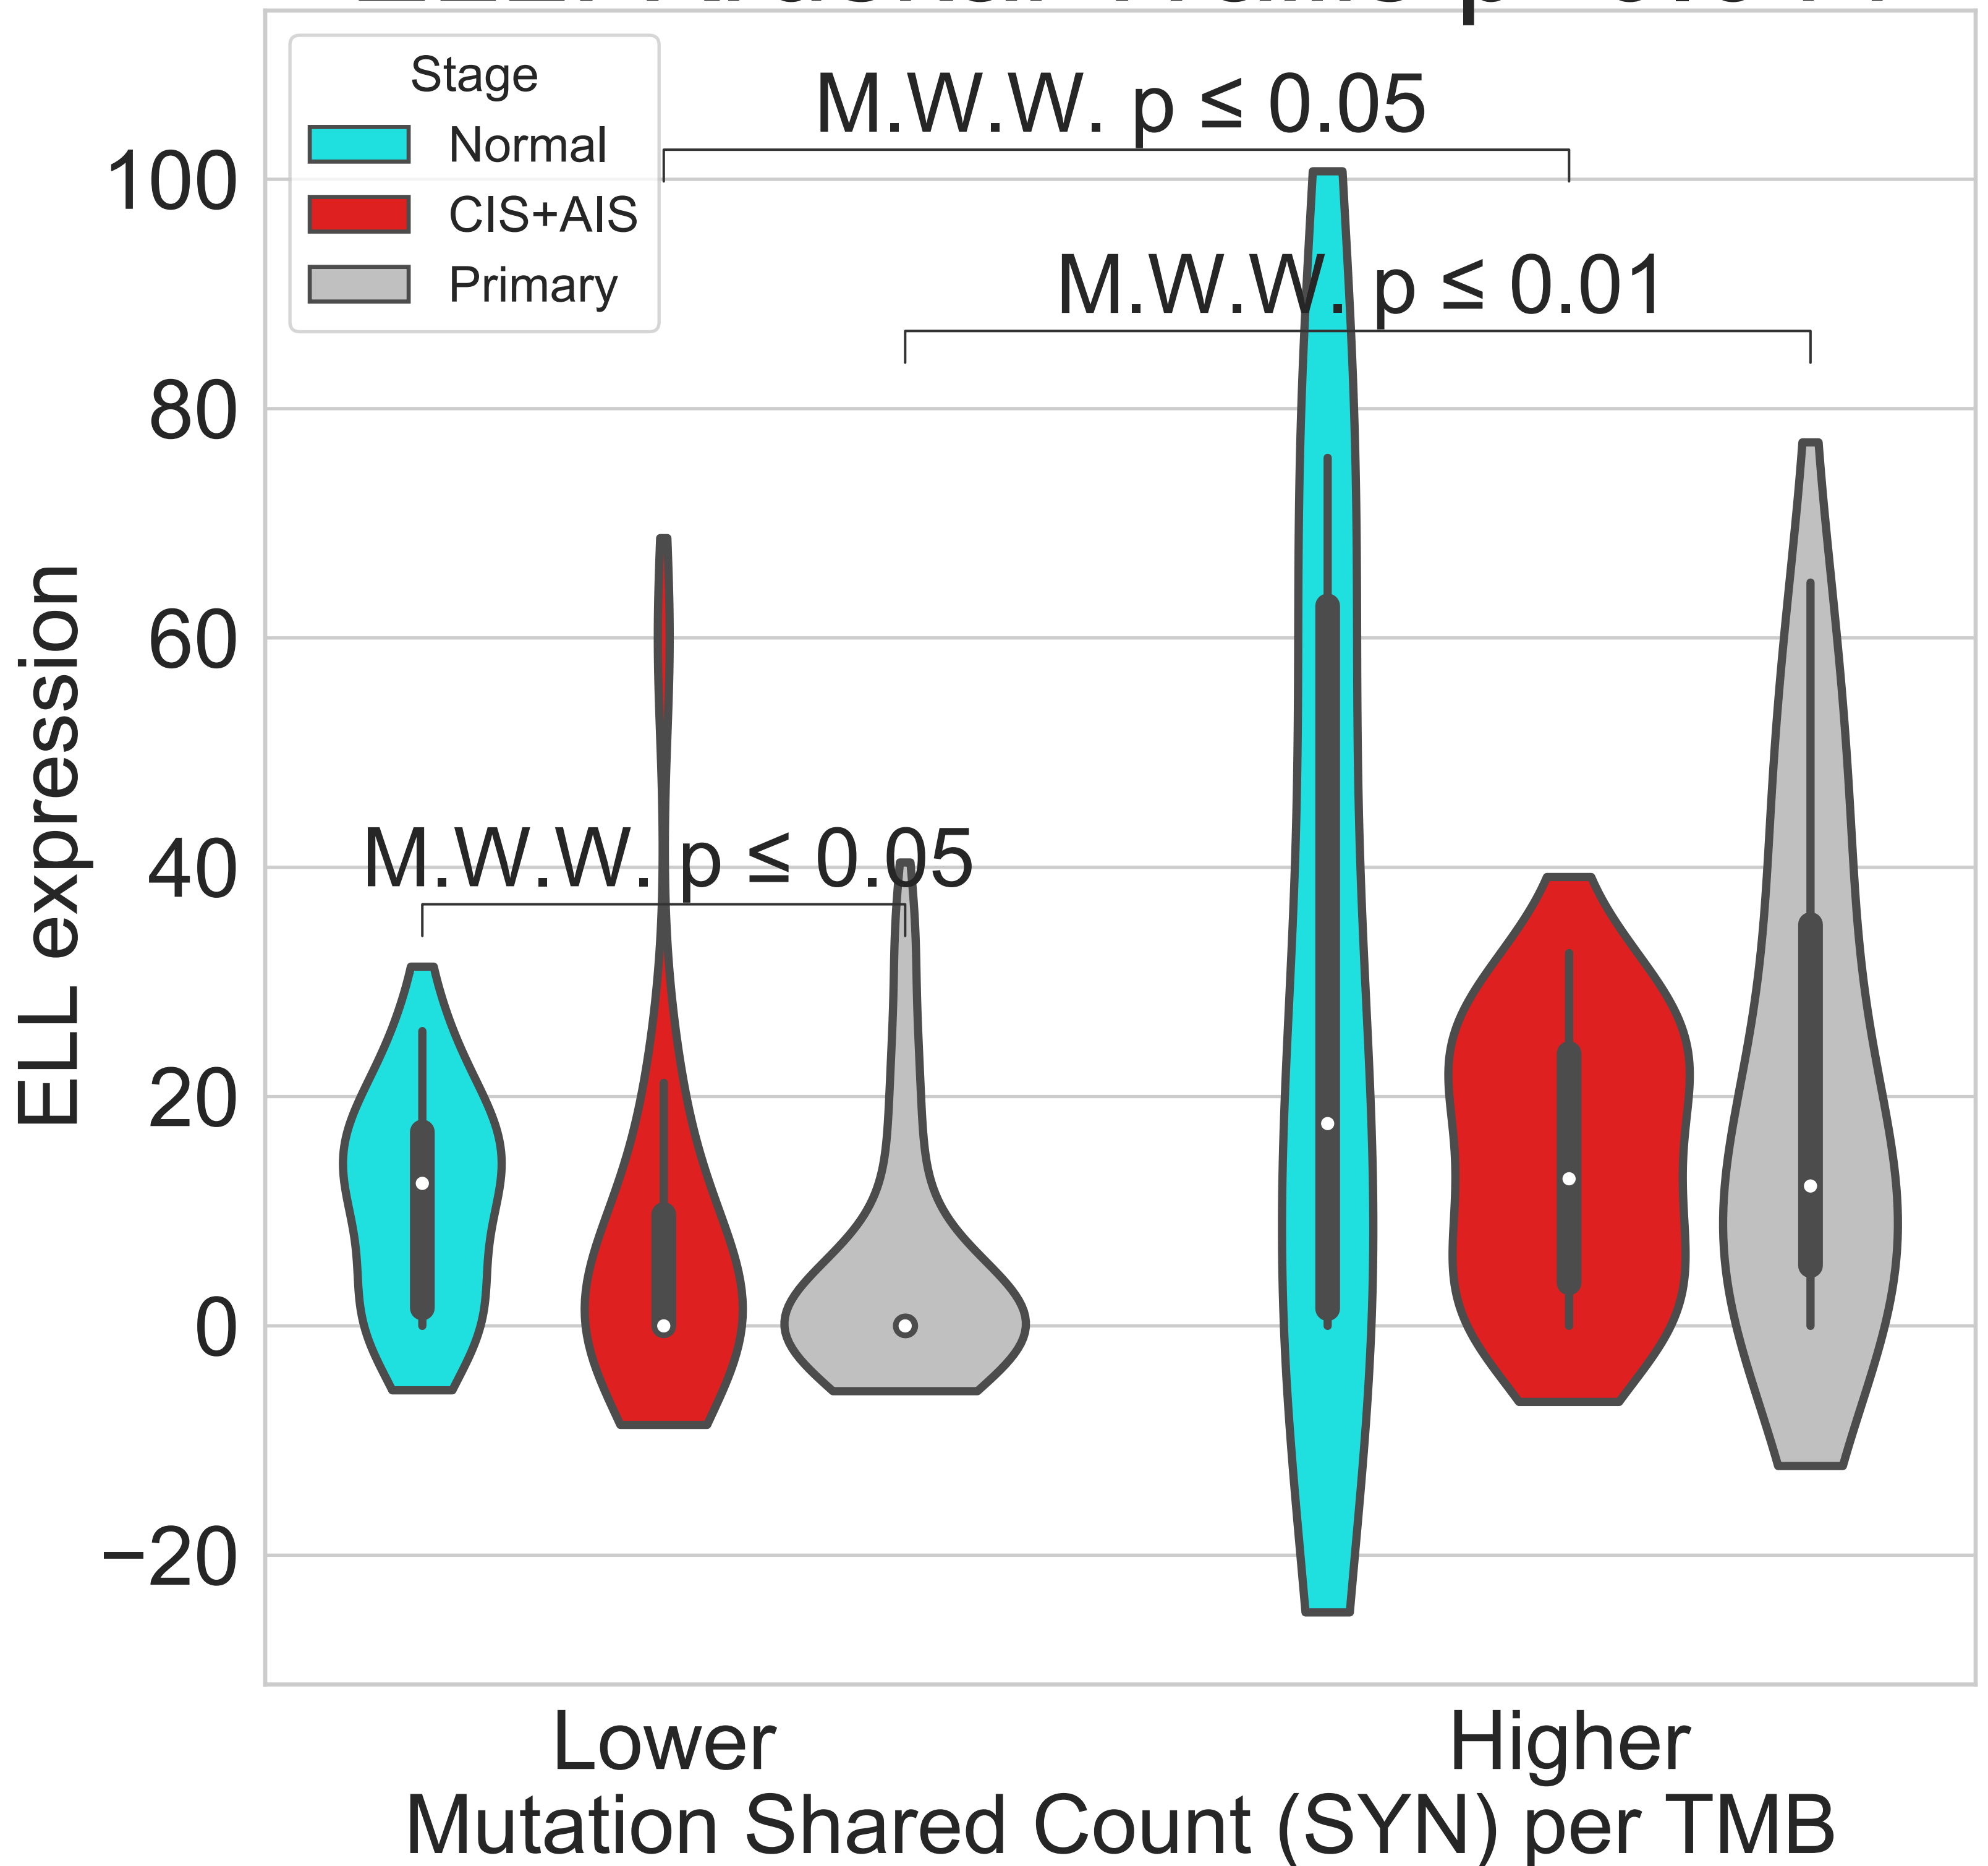 Stage
Normal
CIS+AIS
Primary
M.W.W. p ≤ 0.05
M.W.W. p ≤ 0.01
M.W.W. p ≤ 0.05
100
80
60
40
20
0
−20
ELL expression
Lower
Higher
Mutation Shared Count (SYN) per TMB